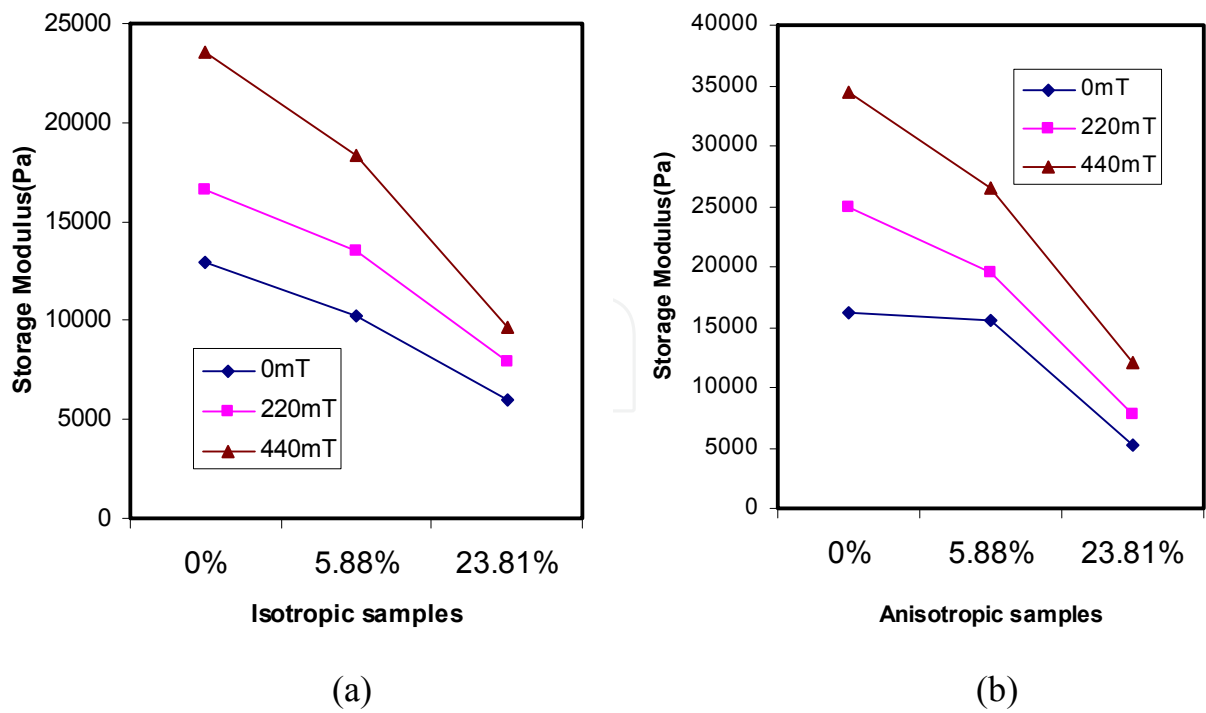 25000
20000
15000
10000
5000
0
Storage Modulus(Pa)
0mT
220mT
440mT
0%
5.88%
23.81%
Isotropic samples
(a)
40000
35000
30000
25000
20000
15000
10000
5000
0
Storage Modulus(Pa)
0mT
220mT
440mT
0%
5.88%
23.81%
Anisotropic samples
(b)